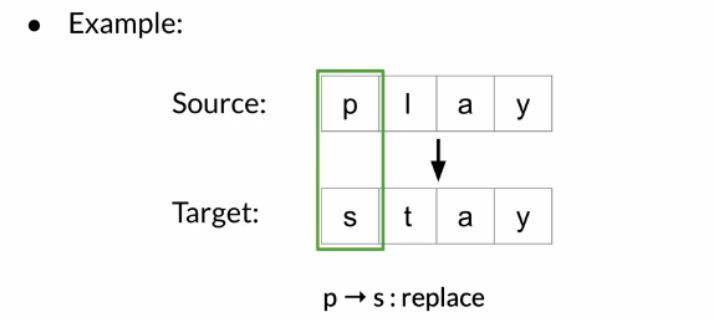 • Example:
Source: p l a y
Target: s t a y
p → s : replace